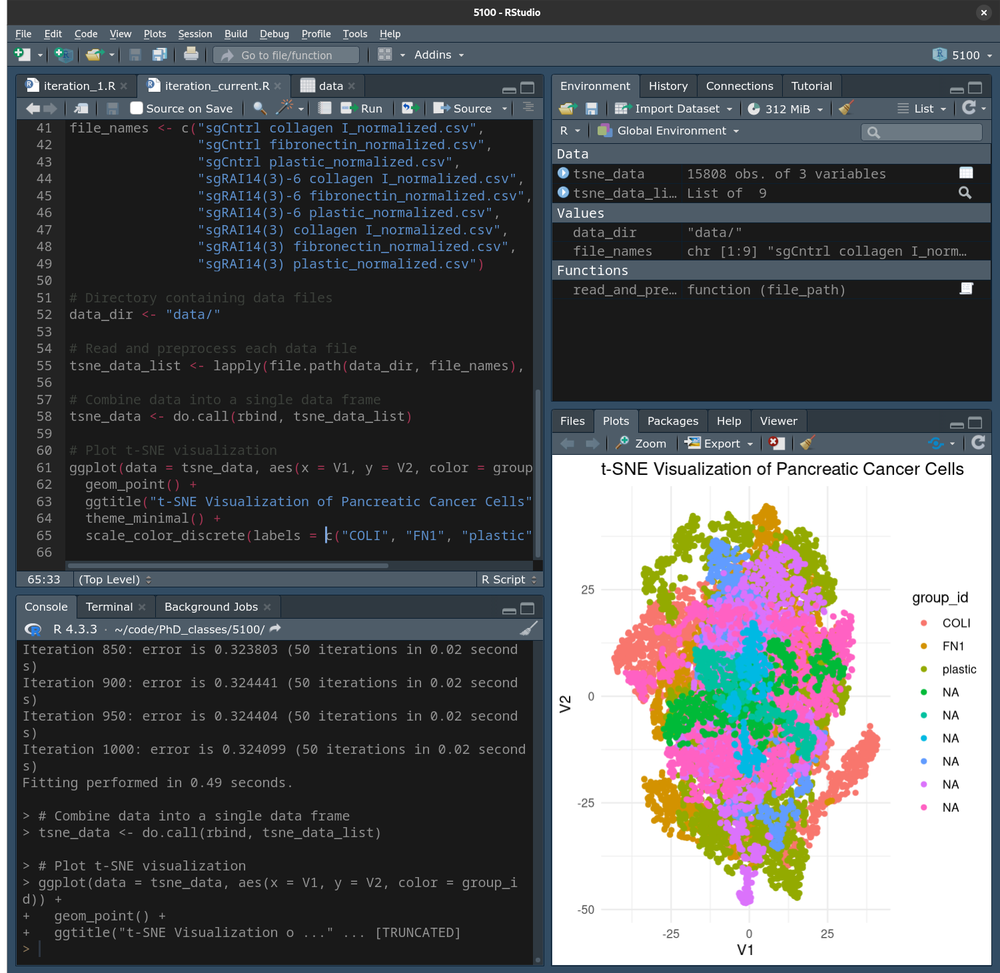 5100 - RStudio
File Edit Code View Plots Session Build Debug Profile Tools Help
Go to file/function Addins 5100
iteration_1.R iteration_current.R data
Source on Save Run Source
41 file_names <- c("sgCntrl collagen I_normalized.csv",
42 "sgCntrl fibronectin_normalized.csv",
43 "sgCntrl plastic_normalized.csv",
44 "sgRAI14(3)-6 collagen I_normalized.csv",
45 "sgRAI14(3)-6 fibronectin_normalized.csv",
46 "sgRAI14(3)-6 plastic_normalized.csv",
47 "sgRAI14(3) collagen I_normalized.csv",
48 "sgRAI14(3) fibronectin_normalized.csv",
49 "sgRAI14(3) plastic_normalized.csv")
50
51 # Directory containing data files
52 data_dir <- "data/"
53
54 # Read and preprocess each data file
55 tsne_data_list <- lapply(file.path(data_dir, file_names),
56
57 # Combine data into a single data frame
58 tsne_data <- do.call(rbind, tsne_data_list)
59
60 # Plot t-SNE visualization
61 ggplot(data = tsne_data, aes(x = V1, y = V2, color = group
62 geom_point() +
63 ggtitle("t-SNE Visualization of Pancreatic Cancer Cells"
64 theme_minimal() +
65 scale_color_discrete(labels = c("COLI", "FN1", "plastic"
66
65:33 (Top Level) R Script
Console Terminal Background Jobs
R 4.3.3 · ~/code/PhD_classes/5100/
Iteration 850: error is 0.323803 (50 iterations in 0.02 second
s)
Iteration 900: error is 0.324441 (50 iterations in 0.02 second
s)
Iteration 950: error is 0.324404 (50 iterations in 0.02 second
s)
Iteration 1000: error is 0.324099 (50 iterations in 0.02 second
s)
Fitting performed in 0.49 seconds.
> # Combine data into a single data frame
> tsne_data <- do.call(rbind, tsne_data_list)
> # Plot t-SNE visualization
> ggplot(data = tsne_data, aes(x = V1, y = V2, color = group_i
d)) +
+ geom_point() +
+ ggtitle("t-SNE Visualization o ..." ... [TRUNCATED]
>
Environment History Connections Tutorial
Import Dataset 312 MiB List
R Global Environment
Data
tsne_data 15808 obs. of 3 variables
tsne_data_li… List of 9
Values
data_dir "data/"
file_names chr [1:9] "sgCntrl collagen I_norm…
Functions
read_and_pre… function (file_path)
Files Plots Packages Help Viewer
Zoom Export
t-SNE Visualization of Pancreatic Cancer Cells
25
0
-25
-50
V2
-25 0 25
V1
group_id
COLI
FN1
plastic
NA
NA
NA
NA
NA
NA